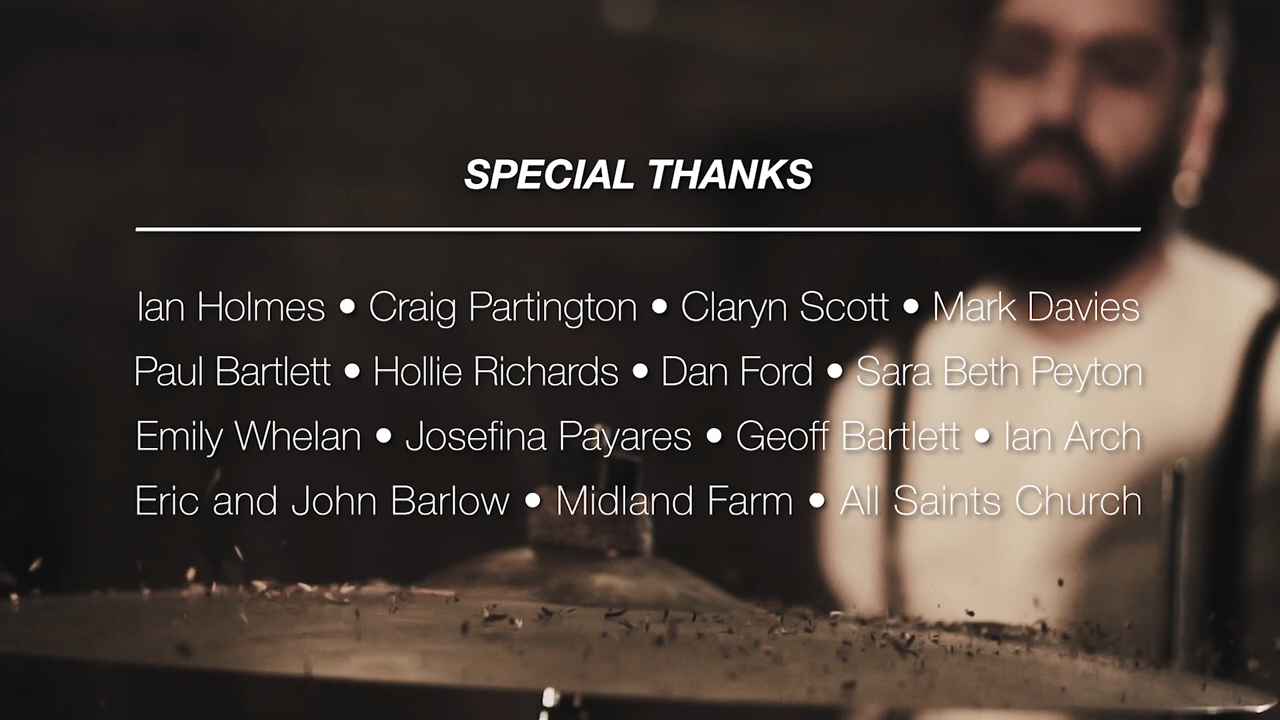 SPECIAL THANKS
Ian Holmes • Craig Partington • Claryn Scott • Mark Davies
Paul Bartlett • Hollie Richards • Dan Ford • Sara Beth Peyton
Emily Whelan • Josefina Payares • Geoff Bartlett • Ian Arch
Eric and John Barlow • Midland Farm • All Saints Church